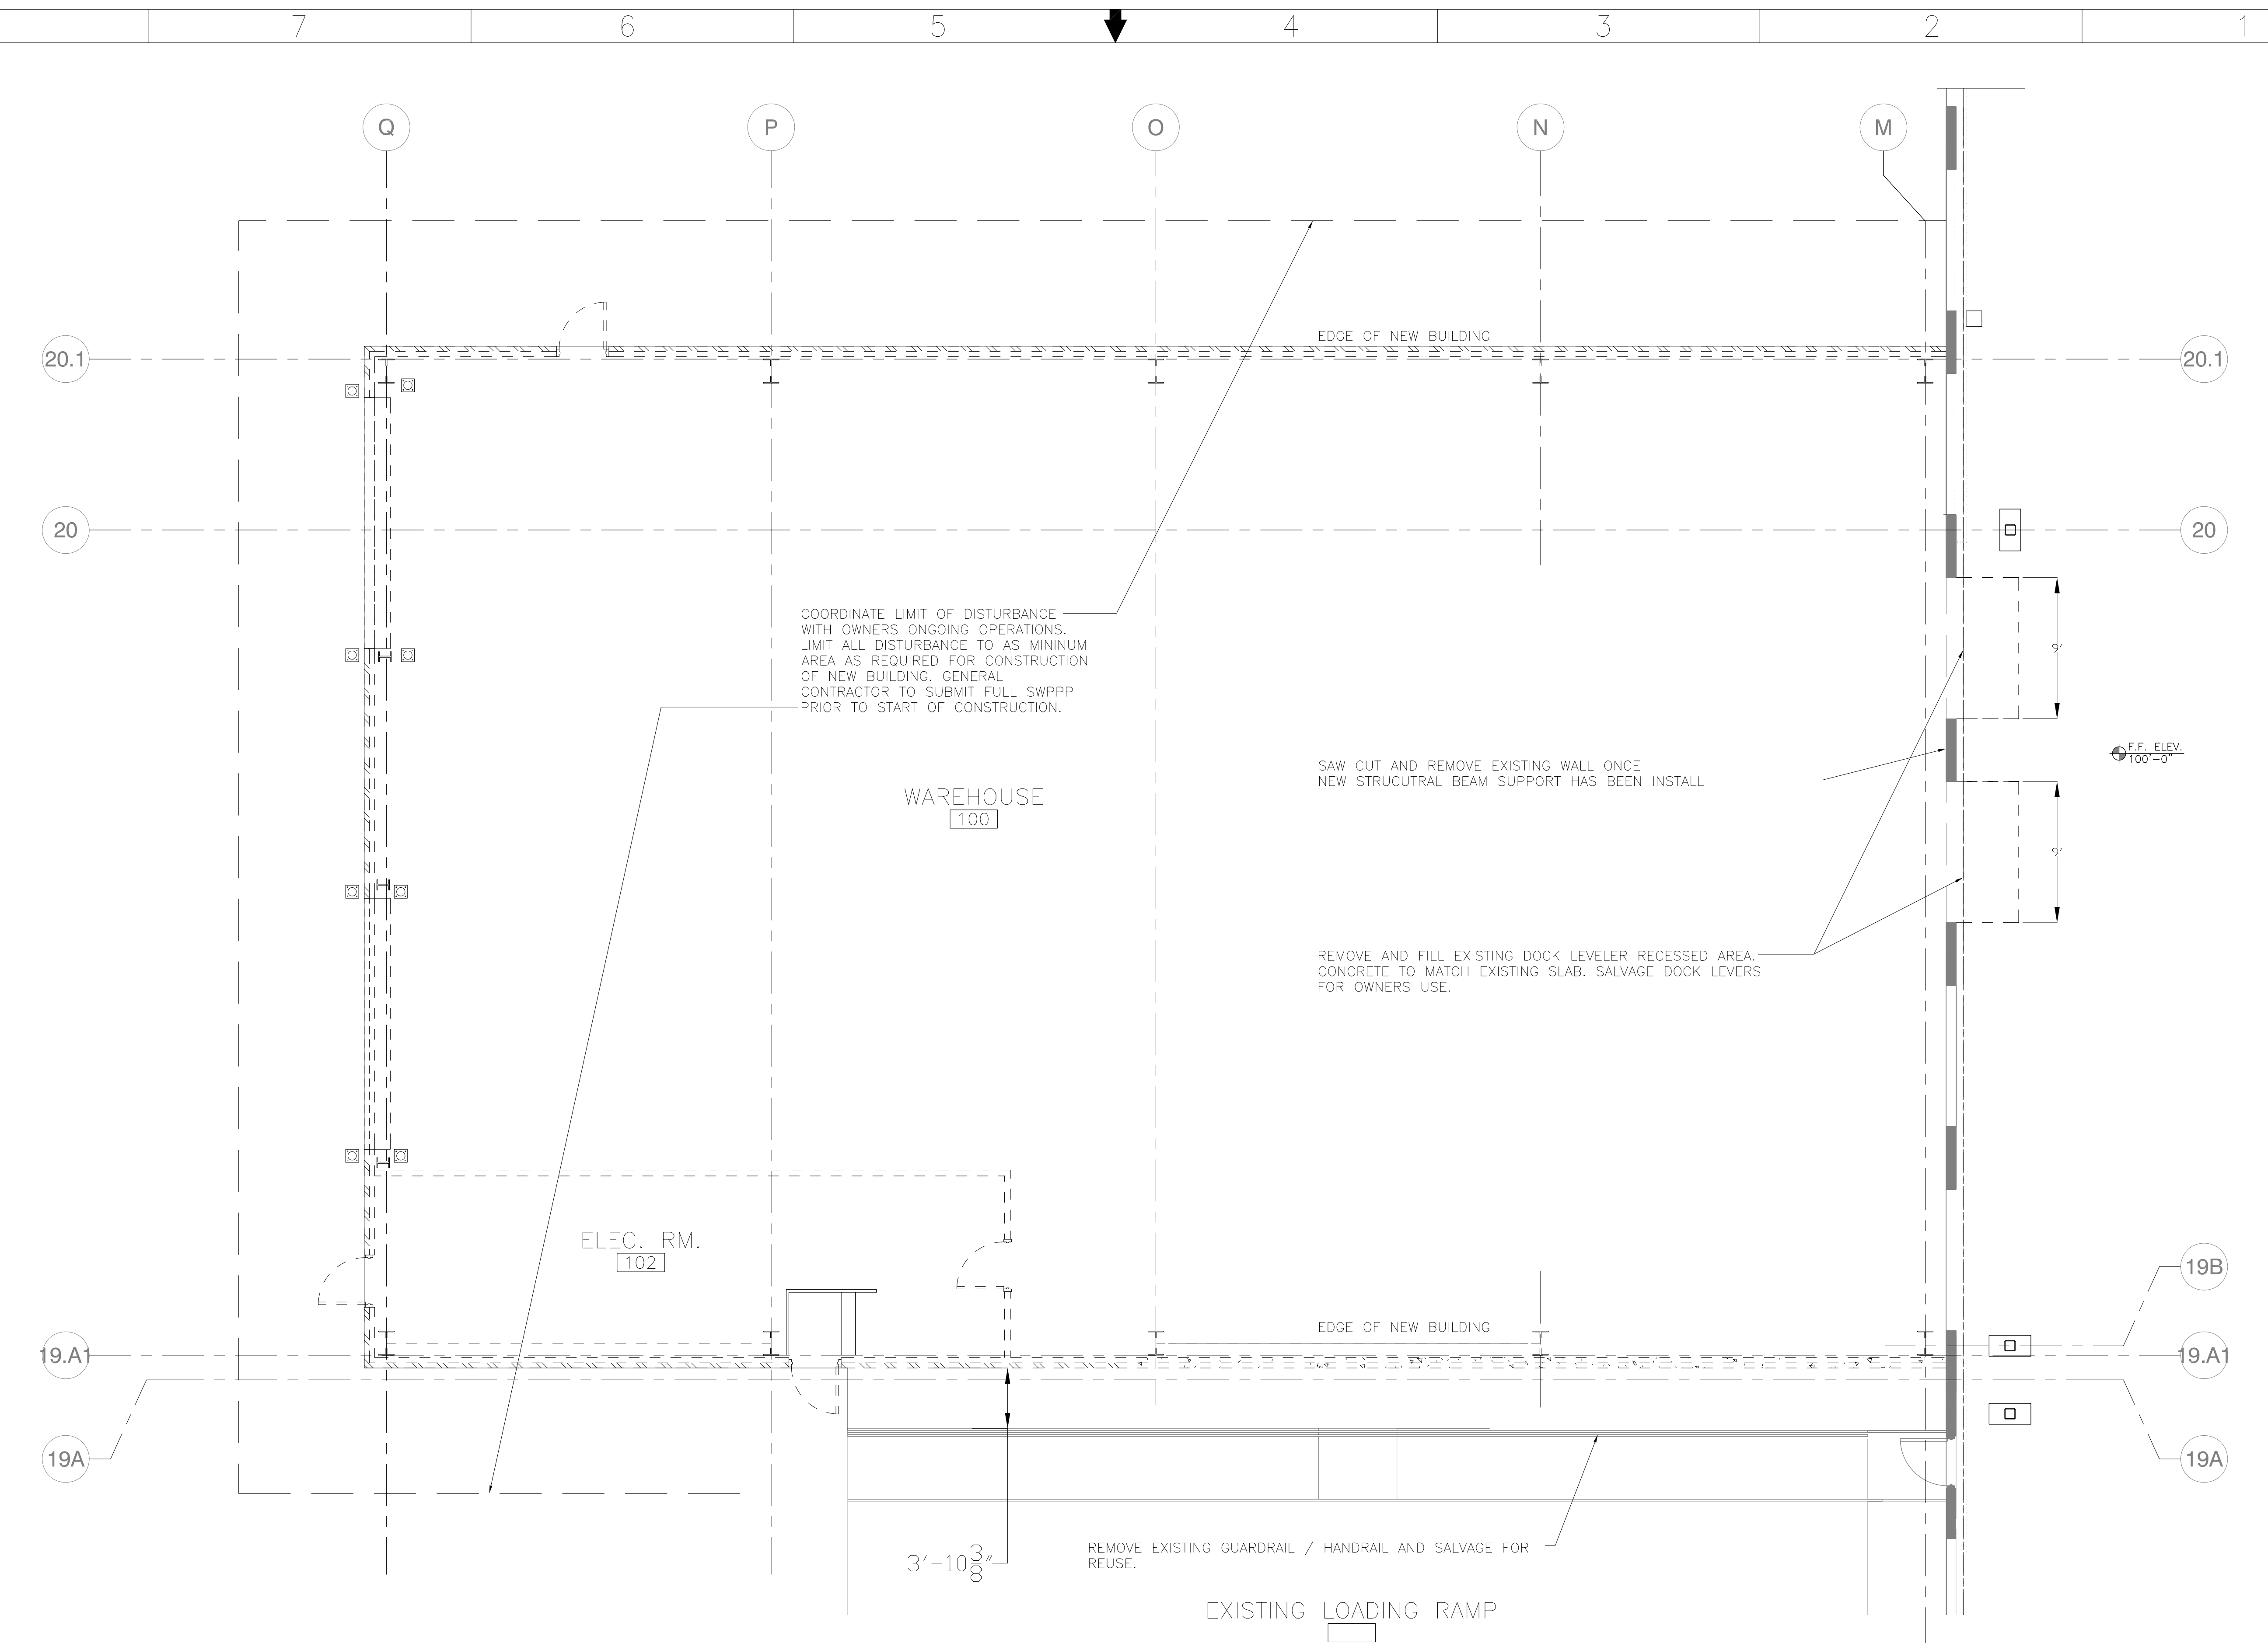 7 6 5 4 3 2 1
Q P O N M
EDGE OF NEW BUILDING
20.1 20.1
20 20
COORDINATE LIMIT OF DISTURBANCE
WITH OWNERS ONGOING OPERATIONS.
LIMIT ALL DISTURBANCE TO AS MININUM
AREA AS REQUIRED FOR CONSTRUCTION
OF NEW BUILDING. GENERAL
CONTRACTOR TO SUBMIT FULL SWPPP
PRIOR TO START OF CONSTRUCTION.
9'
F.F. ELEV.
100'-0"
SAW CUT AND REMOVE EXISTING WALL ONCE
NEW STRUCUTRAL BEAM SUPPORT HAS BEEN INSTALL
WAREHOUSE
100
9'
REMOVE AND FILL EXISTING DOCK LEVELER RECESSED AREA.
CONCRETE TO MATCH EXISTING SLAB. SALVAGE DOCK LEVERS
FOR OWNERS USE.
ELEC. RM.
102
19B
EDGE OF NEW BUILDING
19.A1 19.A1
19A 19A
3'-10 3/8"
REMOVE EXISTING GUARDRAIL / HANDRAIL AND SALVAGE FOR
REUSE.
EXISTING LOADING RAMP